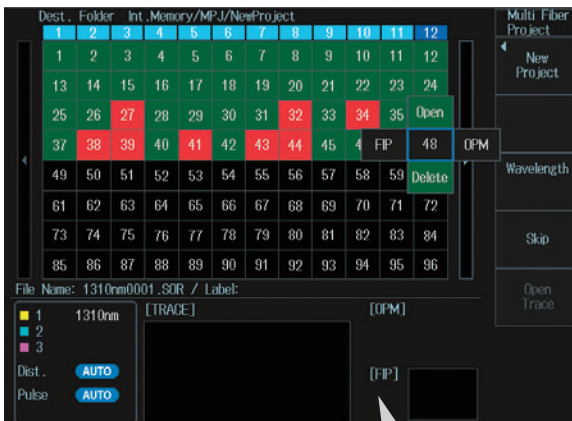 Dest. Folder Int.Memory/MPJ/NewProject
Multi Fiber
Project
1 2 3 4 5 6 7 8 9 10 11 12
1 2 3 4 5 6 7 8 9 10 11 12
New
Project
13 14 15 16 17 18 19 20 21 22 23 24
25 26 27 28 29 30 31 32 33 34 35 Open
37 38 39 40 41 42 43 44 45 4 FIP 48 OPM
49 50 51 52 53 54 55 56 57 58 59 Delete
Wavelength
61 62 63 64 65 66 67 68 69 70 71 72
73 74 75 76 77 78 79 80 81 82 83 84
Skip
85 86 87 88 89 90 91 92 93 94 95 96
File Name: 1310nm0001.SOR / Label:
Open
Trace
1 1310nm
[TRACE]
[OPM]
2
3
Dist. AUTO
[FIP]
Pulse AUTO